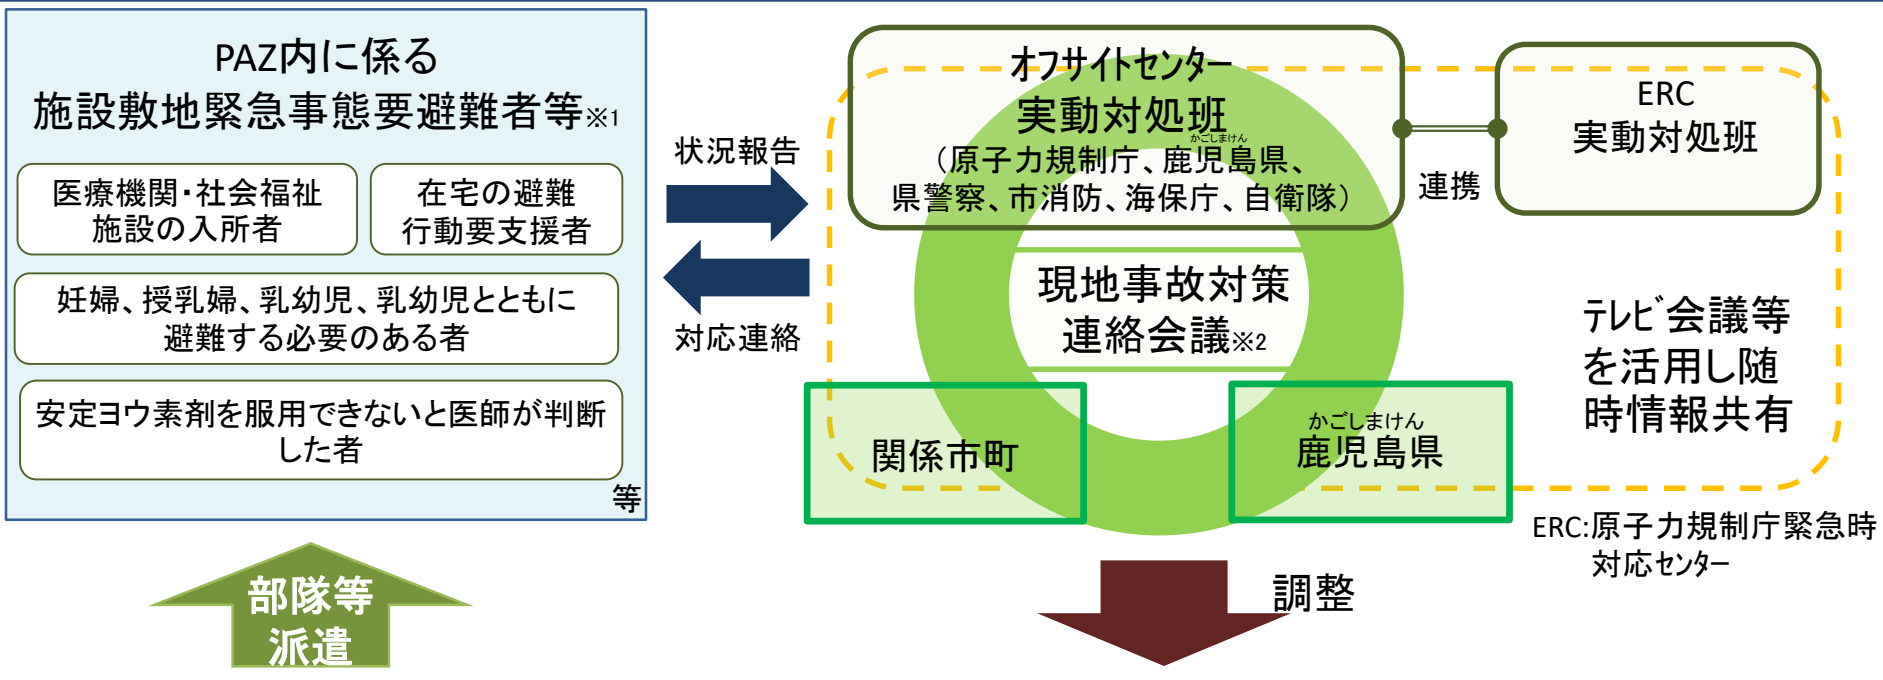 PAZ内に係る
施設敷地緊急事態要避難者等※1
医療機関・社会福祉
施設の入所者
在宅の避難
行動要支援者
妊婦、授乳婦、乳幼児、乳幼児とともに
避難する必要のある者
安定ヨウ素剤を服用できないと医師が判断
した者
等
部隊等
派遣
状況報告
対応連絡
オフサイトセンター
実動対処班
かごしまけん
（原子力規制庁、鹿児島県、
県警察、市消防、海保庁、自衛隊）
連携
ERC
実動対処班
現地事故対策
連絡会議※2
テレビ会議等
を活用し随
時情報共有
関係市町
かごしまけん
鹿児島県
ERC:原子力規制庁緊急時
対応センター
調整